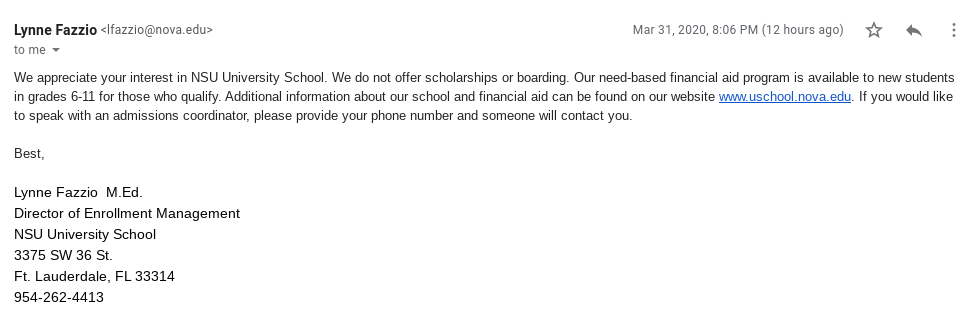 Lynne Fazzio <lfazzio@nova.edu> Mar 31, 2020, 8:06 PM (12 hours ago)
to me
We appreciate your interest in NSU University School. We do not offer scholarships or boarding. Our need-based financial aid program is available to new students
in grades 6-11 for those who qualify. Additional information about our school and financial aid can be found on our website www.uschool.nova.edu. If you would like
to speak with an admissions coordinator, please provide your phone number and someone will contact you.
Best,
Lynne Fazzio  M.Ed.
Director of Enrollment Management
NSU University School
3375 SW 36 St.
Ft. Lauderdale, FL 33314
954-262-4413